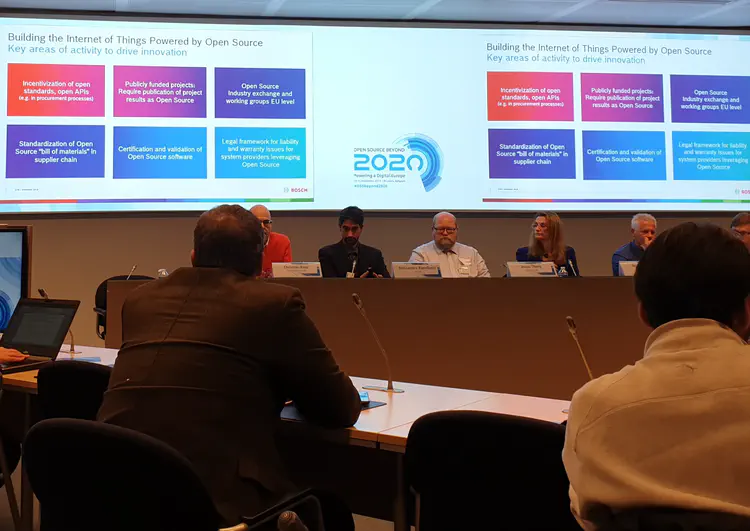 Building the Internet of Things Powered by Open Source
Key areas of activity to drive innovation
Incentivization of open
standards, open APIs
(e.g. in procurement processes)
Publicly funded projects:
Require publication of project
results as Open Source
Open Source
Industry exchange and
working groups EU level
Standardization of Open
Source "bill of materials" in
supplier chain
Certification and validation of
Open Source software
Legal framework for liability
and warranty issues for
system providers leveraging
Open Source
BOSCH
OPEN SOURCE BEYOND
2020
Powering a Digital Europe
Building the Internet of Things Powered by Open Source
Key areas of activity to drive innovation
Incentivization of open
standards, open APIs
(e.g. in procurement processes)
Publicly funded projects:
Require publication of project
results as Open Source
Open Source
Industry exchange and
working groups EU level
Standardization of Open
Source "bill of materials" in
supplier chain
Certification and validation of
Open Source software
Legal framework for liability
and warranty issues for
system providers leveraging
Open Source